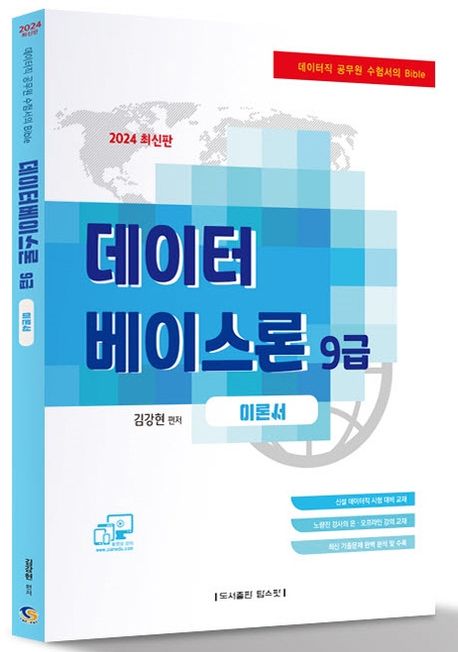 2024
최신판
데이터직 공무원 수험서의 Bible
데이터베이스론 9급
이론서
김강현 편저
데이터직 공무원 수험서의 Bible
2024 최신판
데이터
베이스론 9급
이론서
김강현 편저
신설 데이터직 시험 대비 교재
노량진 강사의 온·오프라인 강의 교재
최신 기출문제 완벽 분석 및 수록
동영상 강의
도서출판 탑스팟